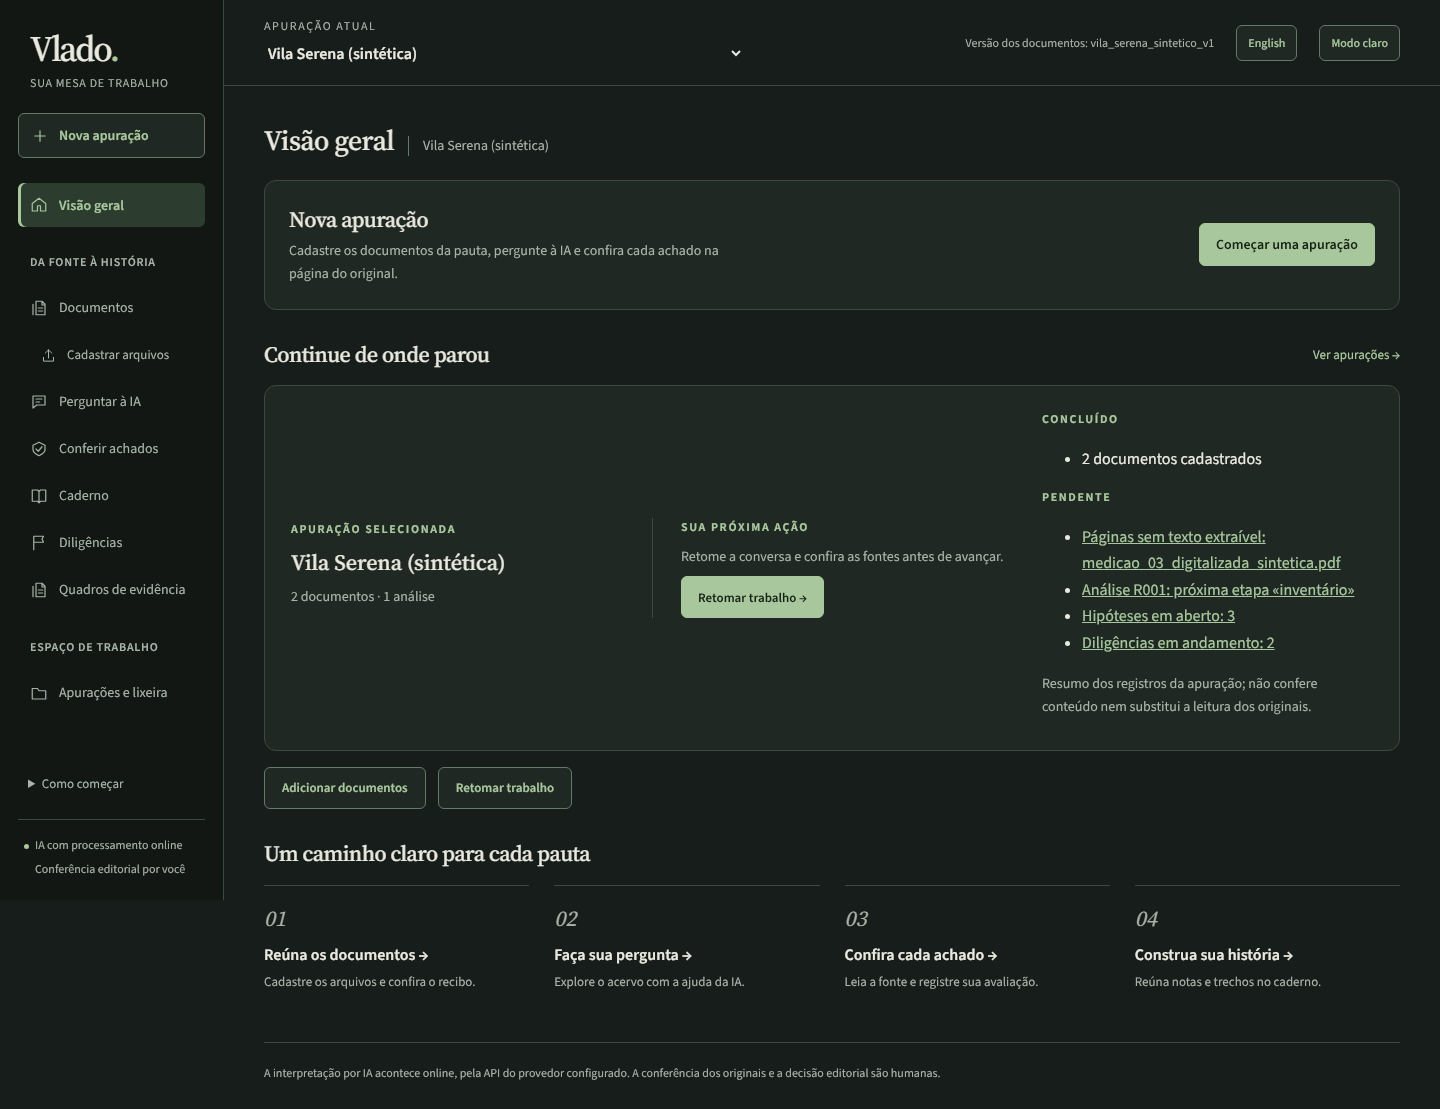 Vlado.
SUA MESA DE TRABALHO
Nova apuração
Visão geral
DA FONTE À HISTÓRIA
Documentos
Cadastrar arquivos
Perguntar à IA
Conferir achados
Caderno
Diligências
Quadros de evidência
ESPAÇO DE TRABALHO
Apurações e lixeira
Como começar
IA com processamento online
Conferência editorial por você
APURAÇÃO ATUAL
Vila Serena (sintética)
Versão dos documentos: vila_serena_sintetico_v1
English
Modo claro
Visão geral
Vila Serena (sintética)
Nova apuração
Cadastre os documentos da pauta, pergunte à IA e confira cada achado na
página do original.
Começar uma apuração
Continue de onde parou
Ver apurações →
APURAÇÃO SELECIONADA
Vila Serena (sintética)
2 documentos · 1 análise
SUA PRÓXIMA AÇÃO
Retome a conversa e confira as fontes antes de avançar.
Retomar trabalho →
CONCLUÍDO
• 2 documentos cadastrados
PENDENTE
• Páginas sem texto extraível:
medicao_03_digitalizada_sintetica.pdf
• Análise R001: próxima etapa «inventário»
• Hipóteses em aberto: 3
• Diligências em andamento: 2
Resumo dos registros da apuração; não confere
conteúdo nem substitui a leitura dos originais.
Adicionar documentos
Retomar trabalho
Um caminho claro para cada pauta
01
Reúna os documentos →
Cadastre os arquivos e confira o recibo.
02
Faça sua pergunta →
Explore o acervo com a ajuda da IA.
03
Confira cada achado →
Leia a fonte e registre sua avaliação.
04
Construa sua história →
Reúna notas e trechos no caderno.
A interpretação por IA acontece online, pela API do provedor configurado. A conferência dos originais e a decisão editorial são humanas.